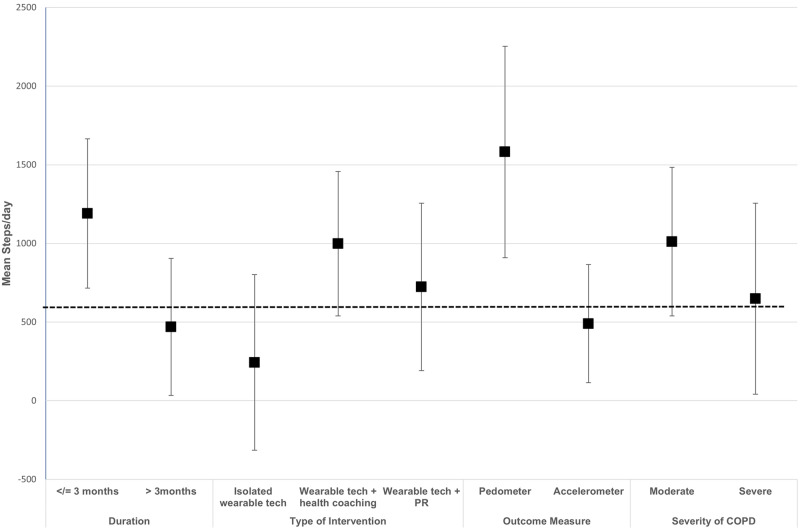 2500
2000
1500
1000
500
0
-500
Mean Steps/day
</= 3 months
> 3months
Isolated
wearable tech
Wearable tech +
health coaching
Wearable tech +
PR
Pedometer
Accelerometer
Moderate
Severe
Duration
Type of Intervention
Outcome Measure
Severity of COPD